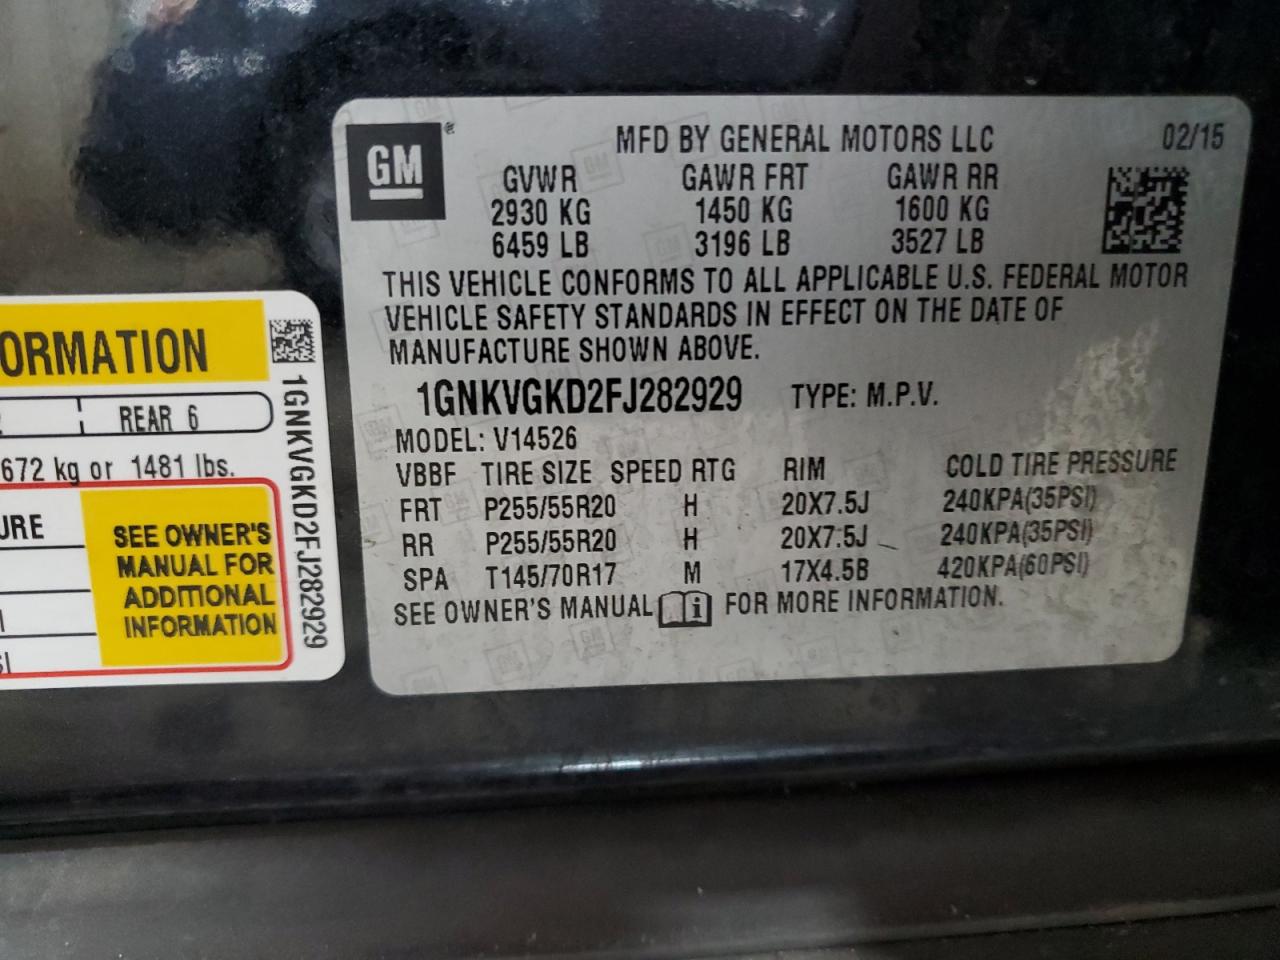 GM
®
MFD BY GENERAL MOTORS LLC 02/15
GVWR GAWR FRT GAWR RR
2930 KG 1450 KG 1600 KG
6459 LB 3196 LB 3527 LB
THIS VEHICLE CONFORMS TO ALL APPLICABLE U.S. FEDERAL MOTOR
VEHICLE SAFETY STANDARDS IN EFFECT ON THE DATE OF
MANUFACTURE SHOWN ABOVE.
1GNKVGKD2FJ282929 TYPE: M.P.V.
MODEL: V14526
VBBF TIRE SIZE SPEED RTG RIM COLD TIRE PRESSURE
FRT P255/55R20 H 20X7.5J 240KPA(35PSI)
RR P255/55R20 H 20X7.5J 240KPA(35PSI)
SPA T145/70R17 M 17X4.5B 420KPA(60PSI)
SEE OWNER'S MANUAL i FOR MORE INFORMATION.
ORMATION
REAR 6
672 kg or 1481 lbs.
URE
SEE OWNER'S
MANUAL FOR
ADDITIONAL
INFORMATION
SI
1GNKVGKD2FJ282929